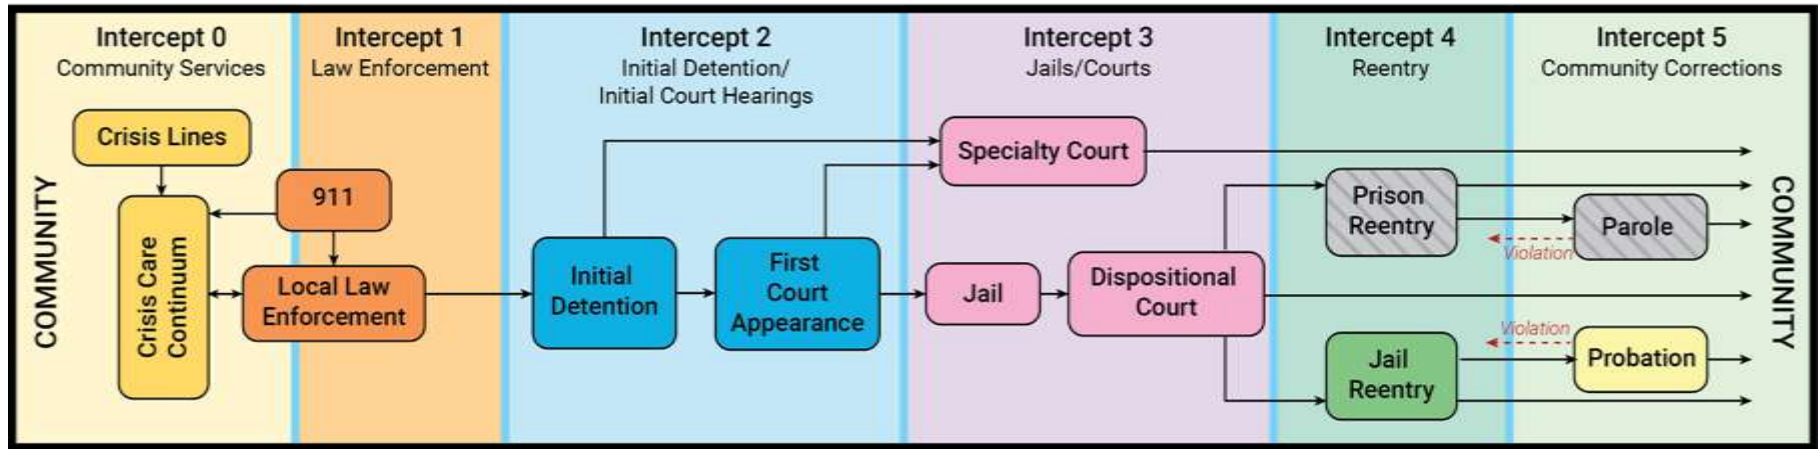 Intercept 0
Community Services
Intercept 1
Law Enforcement
Intercept 2
Initial Detention/
Initial Court Hearings
Intercept 3
Jails/Courts
Intercept 4
Reentry
Intercept 5
Community Corrections
COMMUNITY
Crisis Lines
Crisis Care
Continuum
911
Local Law
Enforcement
Initial
Detention
First
Court
Appearance
Specialty Court
Jail
Dispositional
Court
Prison
Reentry
Parole
Violation
Jail
Reentry
Violation
Probation
COMMUNITY